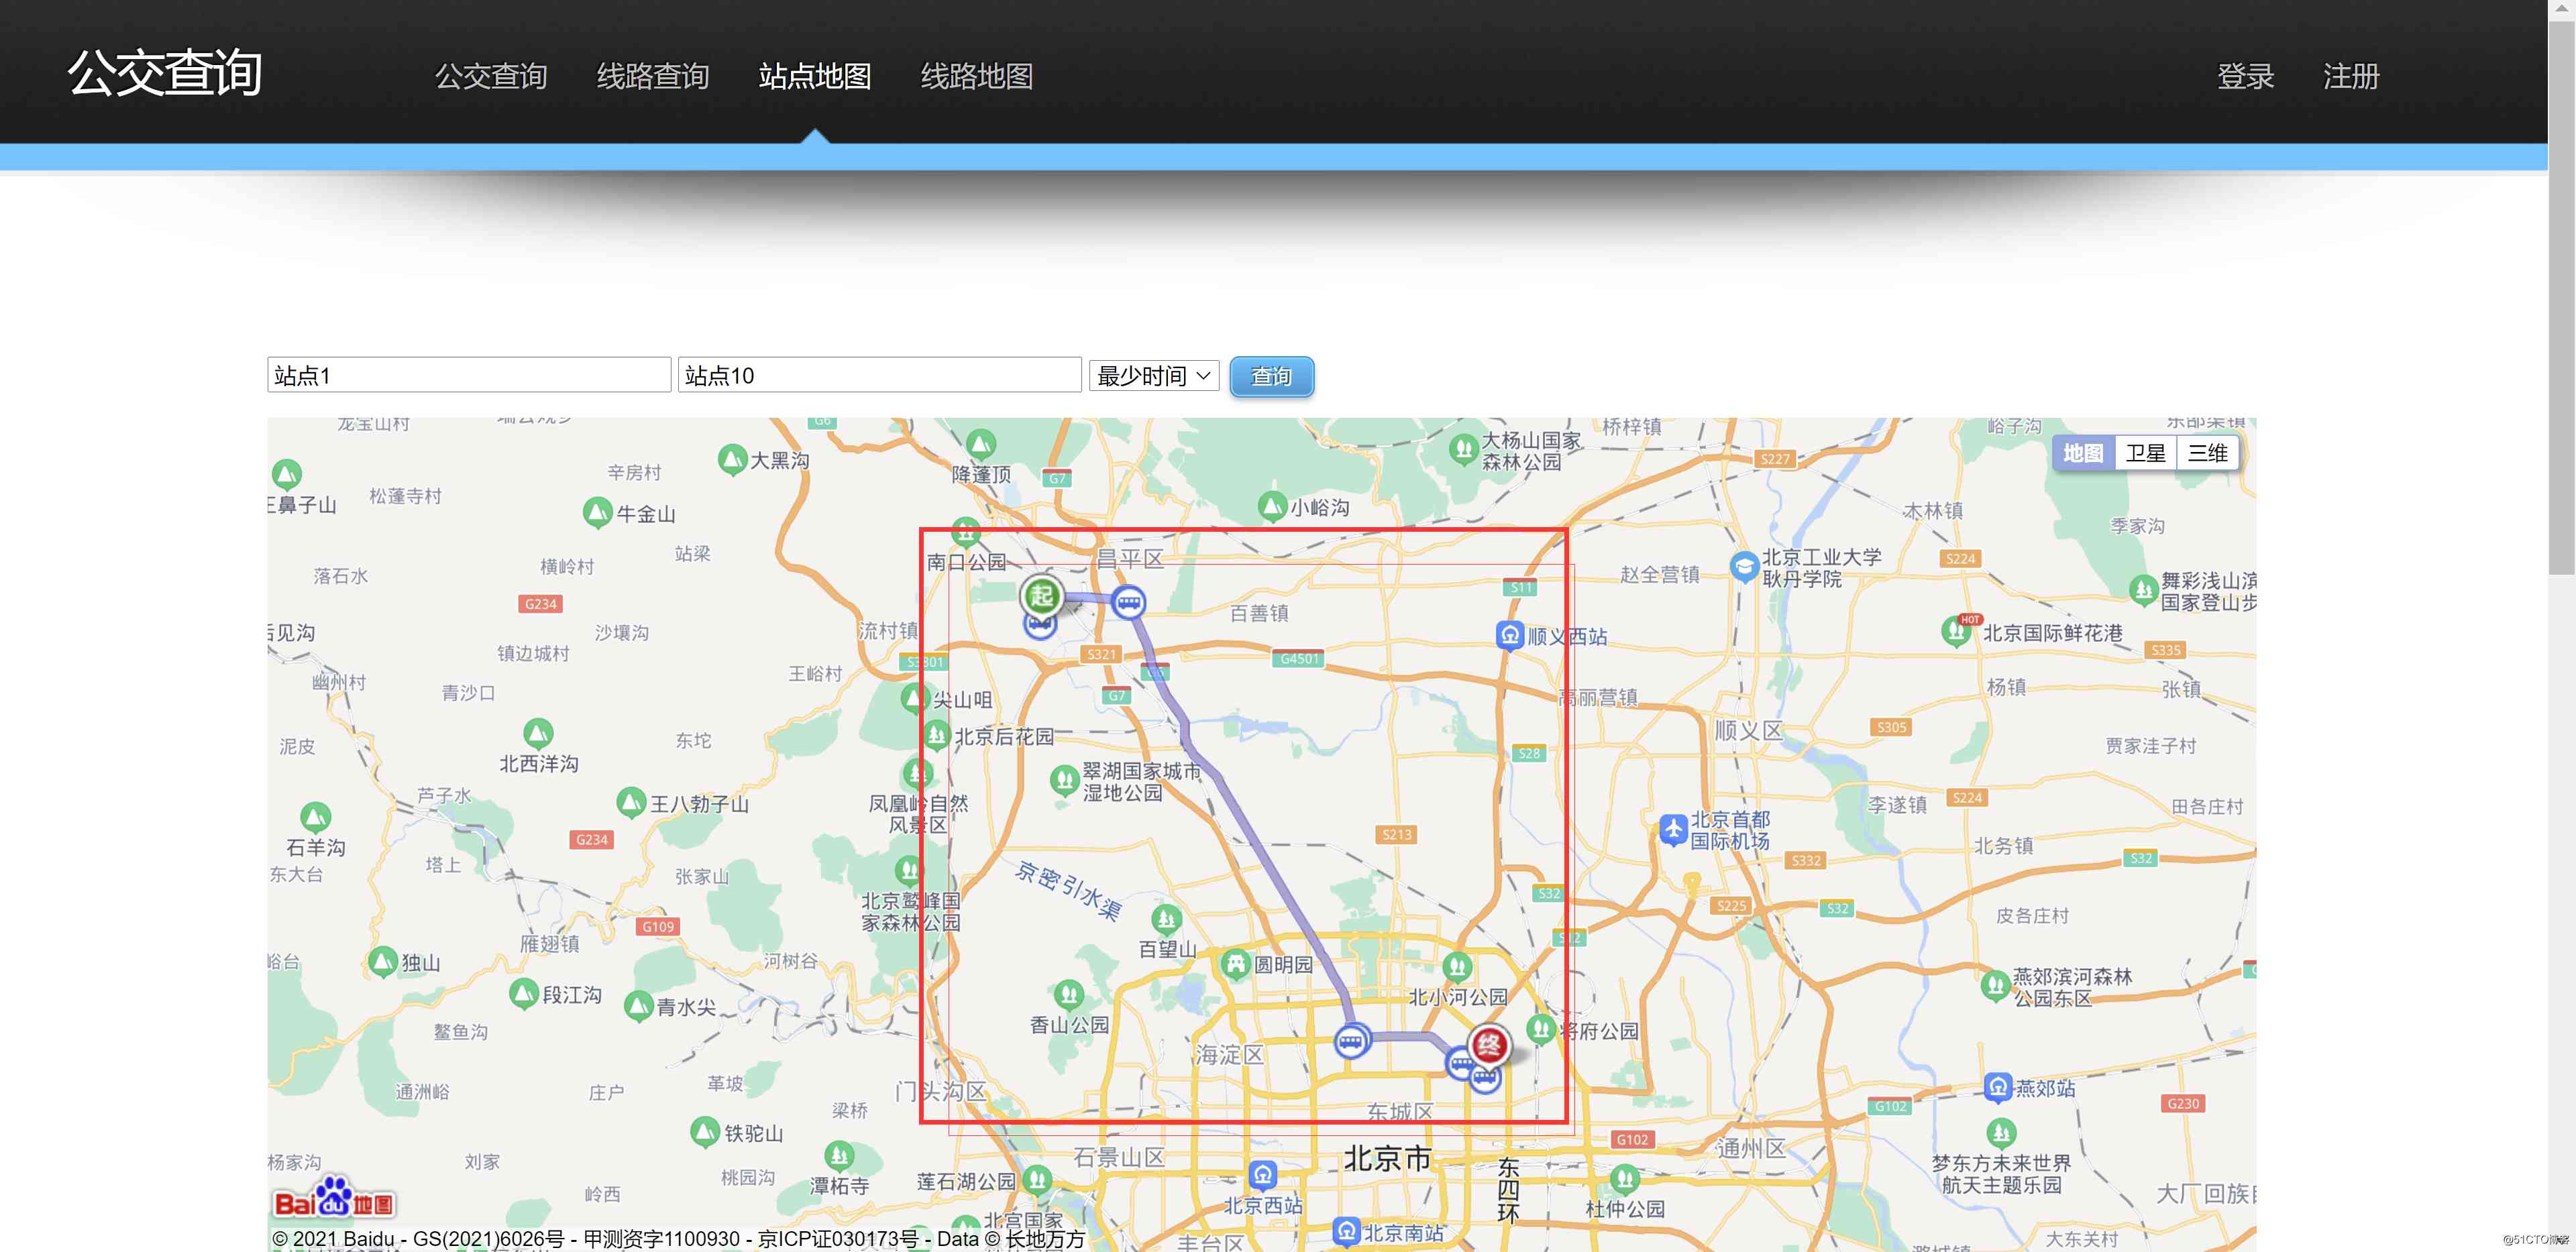 公交查询 公交查询 线路查询 站点地图 线路地图 登录 注册
站点1 站点10 最少时间 查询
地图 卫星 三维
龙宝山村
G6
桥梓镇
峪子沟
大黑沟
辛房村
降蓬顶
G7
大杨山国家
森林公园
S227
松蓬寺村
牛金山
小峪沟
木林镇
季家沟
站梁
横岭村
落石水
南口公园
昌平区
北京工业大学
耿丹学院
赵全营镇
S224
舞彩浅山滨
国家登山步
G234
起
S11
百善镇
HOT
北京国际鲜花港
沙壤沟
流村镇
顺义西站
镇边城村
S321
G4501
S335
王峪村
S3801
幽州村
青沙口
G7
尖山咀
高丽营镇
杨镇
张镇
泥皮
东坨
北京后花园
顺义区
S305
贾家洼子村
北西洋沟
S28
翠湖国家城市
湿地公园
芦子水
王八勃子山
凤凰岭自然
风景区
北京首都
国际机场
李遂镇
S224
田各庄村
石羊沟
G234
S213
塔上
东大台
张家山
京密引水渠
S332
北务镇
S32
北京鹫峰国
家森林公园
S32
S225
S32
皮各庄村
G109
雁翅镇
百望山
峪台
独山
河树谷
圆明园
燕郊滨河森林
公园东区
段江沟
青水尖
香山公园
北小河公园
鳌鱼沟
将府公园
终
海淀区
通洲峪
庄户
革坡
门头沟区
燕郊站
梁桥
东城区
G102
G230
铁驼山
石景山区
北京市
G102
通州区
杨家沟
刘家
桃园沟
潭柘寺
莲石湖公园
北京西站
东四环
杜仲公园
梦东方未来世界
航天主题乐园
大厂回族
岭西
Baidu地图
北宫国家
北京南站
丰台区
大东关村
© 2021 Baidu - GS(2021)6026号 - 甲测资字1100930 - 京ICP证030173号 - Data © 长地万方
@51CTO博客